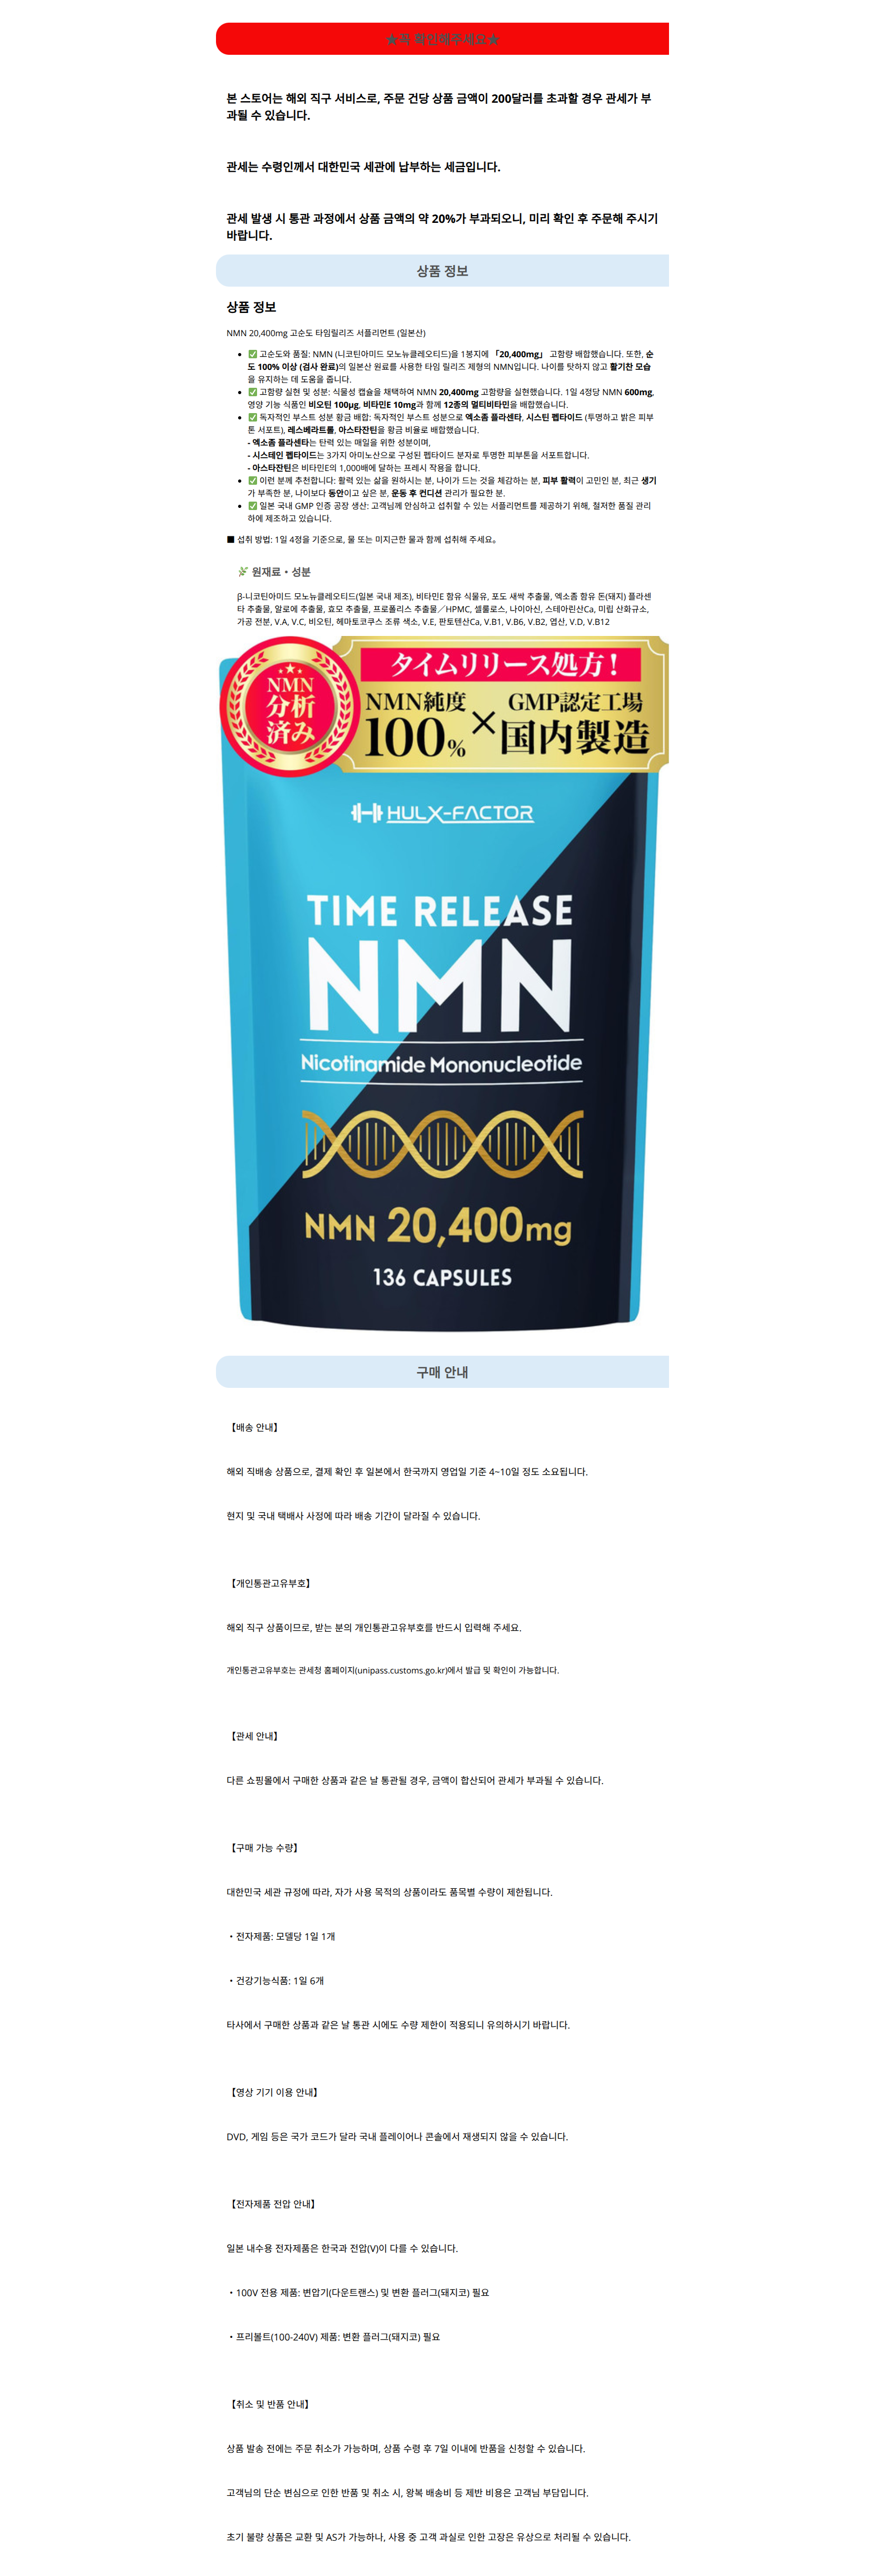 ★꼭 확인해주세요★
본 스토어는 해외 직구 서비스로, 주문 건당 상품 금액이 200달러를 초과할 경우 관세가 부
과될 수 있습니다.
관세는 수령인께서 대한민국 세관에 납부하는 세금입니다.
관세 발생 시 통관 과정에서 상품 금액의 약 20%가 부과되오니, 미리 확인 후 주문해 주시기
바랍니다.
상품 정보
상품 정보
NMN 20,400mg 고순도 타임릴리즈 서플리먼트 (일본산)
• ✅ 고순도와 품질: NMN (니코틴아미드 모노뉴클레오티드)을 1봉지에 「20,400mg」 고함량 배합했습니다. 또한, 순
도 100% 이상 (검사 완료)의 일본산 원료를 사용한 타임 릴리즈 제형의 NMN입니다. 나이를 탓하지 않고 활기찬 모습
을 유지하는 데 도움을 줍니다.
• ✅ 고함량 실현 및 성분: 식물성 캡슐을 채택하여 NMN 20,400mg 고함량을 실현했습니다. 1일 4정당 NMN 600mg,
영양 기능 식품인 비오틴 100μg, 비타민E 10mg과 함께 12종의 멀티비타민을 배합했습니다.
• ✅ 독자적인 부스트 성분 황금 배합: 독자적인 부스트 성분으로 엑소좀 플라센타, 시스틴 펩타이드 (투명하고 밝은 피부
톤 서포트), 레스베라트롤, 아스타잔틴을 황금 비율로 배합했습니다.
- 엑소좀 플라센타는 탄력 있는 매일을 위한 성분이며,
- 시스테인 펩타이드는 3가지 아미노산으로 구성된 펩타이드 분자로 투명한 피부톤을 서포트합니다.
- 아스타잔틴은 비타민E의 1,000배에 달하는 프레시 작용을 합니다.
• ✅ 이런 분께 추천합니다: 활력 있는 삶을 원하시는 분, 나이가 드는 것을 체감하는 분, 피부 활력이 고민인 분, 최근 생기
가 부족한 분, 나이보다 동안이고 싶은 분, 운동 후 컨디션 관리가 필요한 분.
• ✅ 일본 국내 GMP 인증 공장 생산: 고객님께 안심하고 섭취할 수 있는 서플리먼트를 제공하기 위해, 철저한 품질 관리
하에 제조하고 있습니다.
■ 섭취 방법: 1일 4정을 기준으로, 물 또는 미지근한 물과 함께 섭취해 주세요。
🌿 원재료・성분
β-니코틴아미드 모노뉴클레오티드(일본 국내 제조), 비타민E 함유 식물유, 포도 새싹 추출물, 엑소좀 함유 돈(돼지) 플라센
타 추출물, 알로에 추출물, 효모 추출물, 프로폴리스 추출물／HPMC, 셀룰로스, 나이아신, 스테아린산Ca, 미립 산화규소,
가공 전분, V.A, V.C, 비오틴, 헤마토코쿠스 조류 색소, V.E, 판토텐산Ca, V.B1, V.B6, V.B2, 엽산, V.D, V.B12
タイムリリース処方！
NMN
分析
済み
NMN純度
100%
×
GMP認定工場
国内製造
HULX-FACTOR
TIME RELEASE
NMN
Nicotinamide Mononucleotide
NMN 20,400mg
136 CAPSULES
구매 안내
【배송 안내】
해외 직배송 상품으로, 결제 확인 후 일본에서 한국까지 영업일 기준 4~10일 정도 소요됩니다.
현지 및 국내 택배사 사정에 따라 배송 기간이 달라질 수 있습니다.
【개인통관고유부호】
해외 직구 상품이므로, 받는 분의 개인통관고유부호를 반드시 입력해 주세요.
개인통관고유부호는 관세청 홈페이지(unipass.customs.go.kr)에서 발급 및 확인이 가능합니다.
【관세 안내】
다른 쇼핑몰에서 구매한 상품과 같은 날 통관될 경우, 금액이 합산되어 관세가 부과될 수 있습니다.
【구매 가능 수량】
대한민국 세관 규정에 따라, 자가 사용 목적의 상품이라도 품목별 수량이 제한됩니다.
・전자제품: 모델당 1일 1개
・건강기능식품: 1일 6개
타사에서 구매한 상품과 같은 날 통관 시에도 수량 제한이 적용되니 유의하시기 바랍니다.
【영상 기기 이용 안내】
DVD, 게임 등은 국가 코드가 달라 국내 플레이어나 콘솔에서 재생되지 않을 수 있습니다.
【전자제품 전압 안내】
일본 내수용 전자제품은 한국과 전압(V)이 다를 수 있습니다.
・100V 전용 제품: 변압기(다운트랜스) 및 변환 플러그(돼지코) 필요
・프리볼트(100-240V) 제품: 변환 플러그(돼지코) 필요
【취소 및 반품 안내】
상품 발송 전에는 주문 취소가 가능하며, 상품 수령 후 7일 이내에 반품을 신청할 수 있습니다.
고객님의 단순 변심으로 인한 반품 및 취소 시, 왕복 배송비 등 제반 비용은 고객님 부담입니다.
초기 불량 상품은 교환 및 AS가 가능하나, 사용 중 고객 과실로 인한 고장은 유상으로 처리될 수 있습니다.